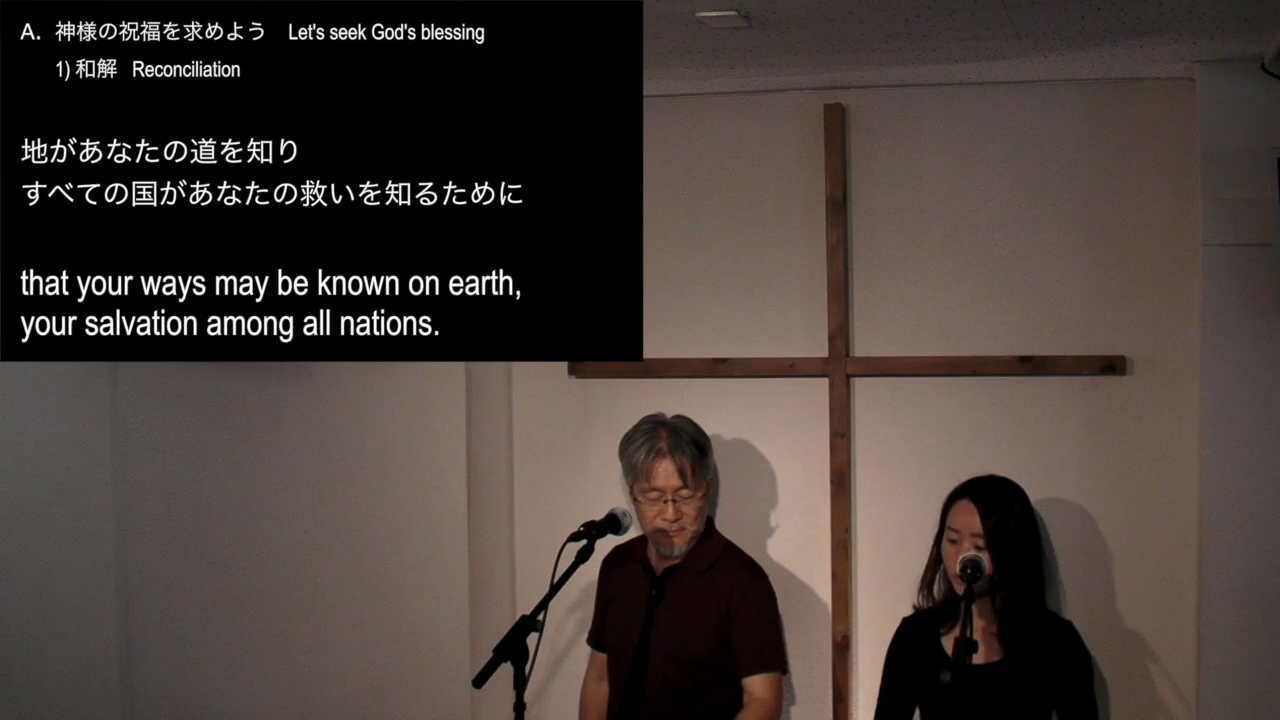 A. 神様の祝福を求めよう Let's seek God's blessing
1) 和解 Reconciliation
地があなたの道を知り
すべての国があなたの救いを知るために
that your ways may be known on earth,
your salvation among all nations.